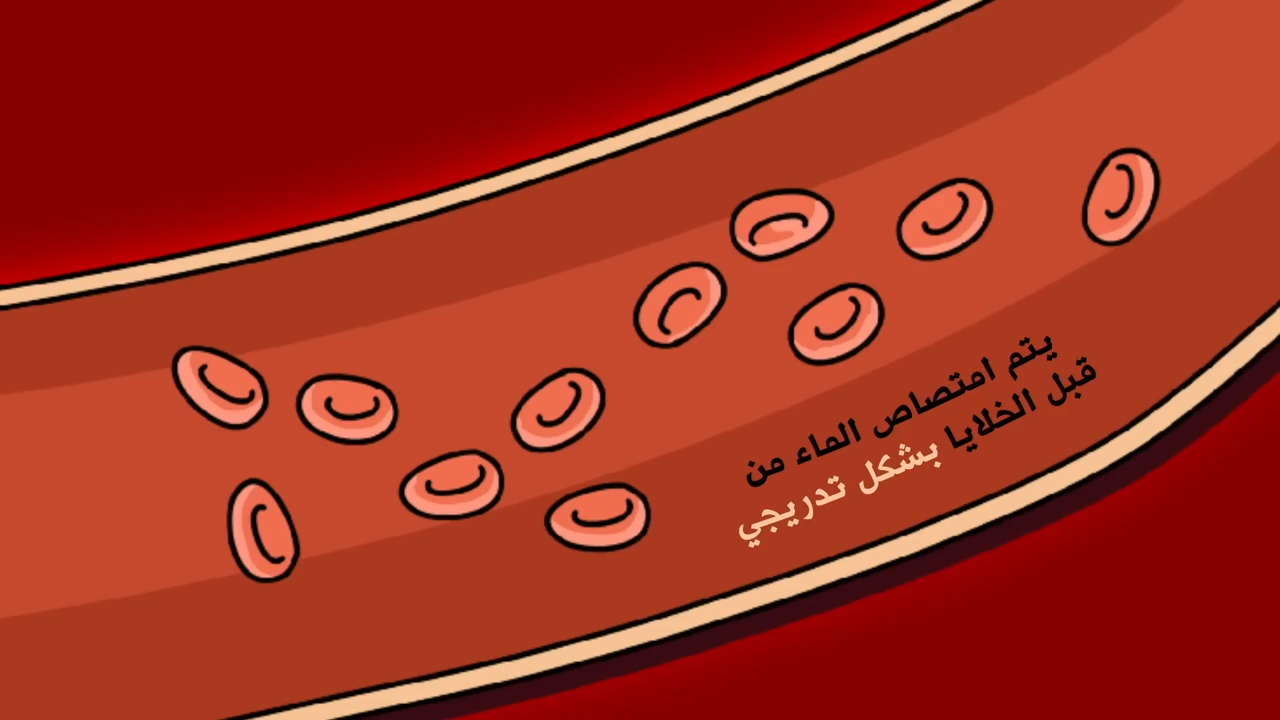 يتم امتصاص الماء من
قبل الخلايا بشكل تدريجي